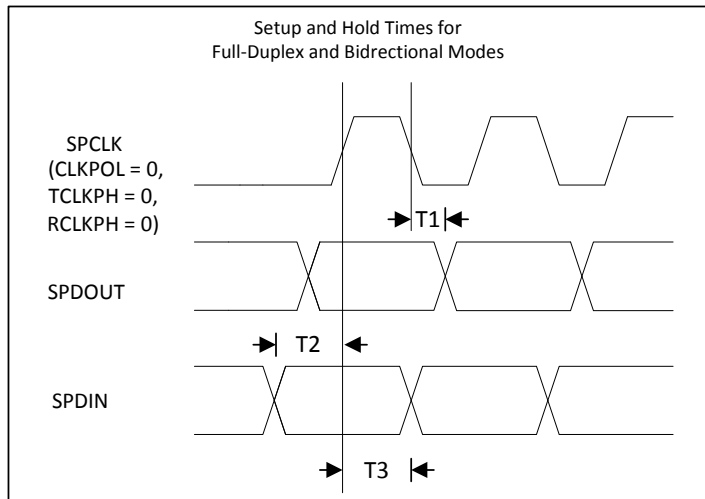 Setup and Hold Times for
Full-Duplex and Bidrectional Modes
SPCLK
(CLKPOL = 0,
TCLKPH = 0,
RCLKPH = 0)
T1
SPDOUT
T2
SPDIN
T3